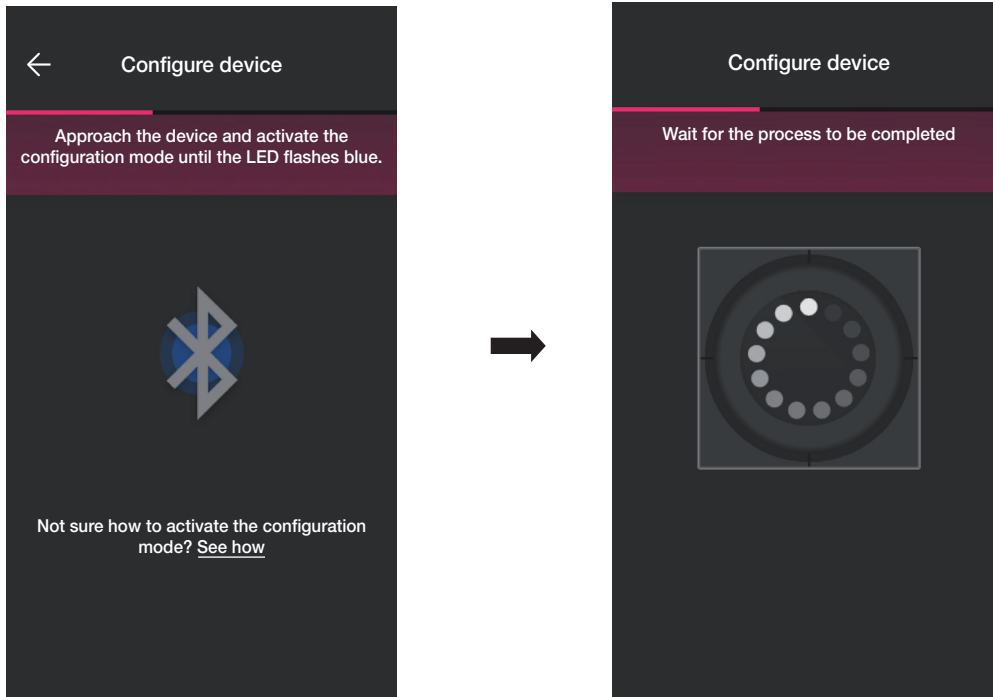 Configure device
Approach the device and activate the
configuration mode until the LED flashes blue.
Not sure how to activate the configuration
mode? See how
Configure device
Wait for the process to be completed